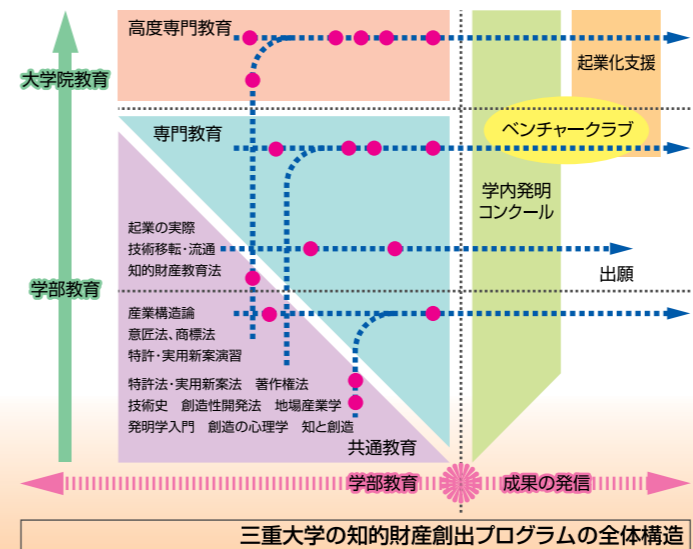 高度専門教育
大学院教育
起業化支援
ベンチャークラブ
専門教育
学内発明
コンクール
起業の実際
技術移転・流通
知的財産教育法
出願
学部教育
産業構造論
意匠法、商標法
特許・実用新案演習
特許法・実用新案法　著作権法
技術史　創造性開発法　地場産業学
発明学入門　創造の心理学　知と創造
共通教育
学部教育
成果の発信
三重大学の知的財産創出プログラムの全体構造